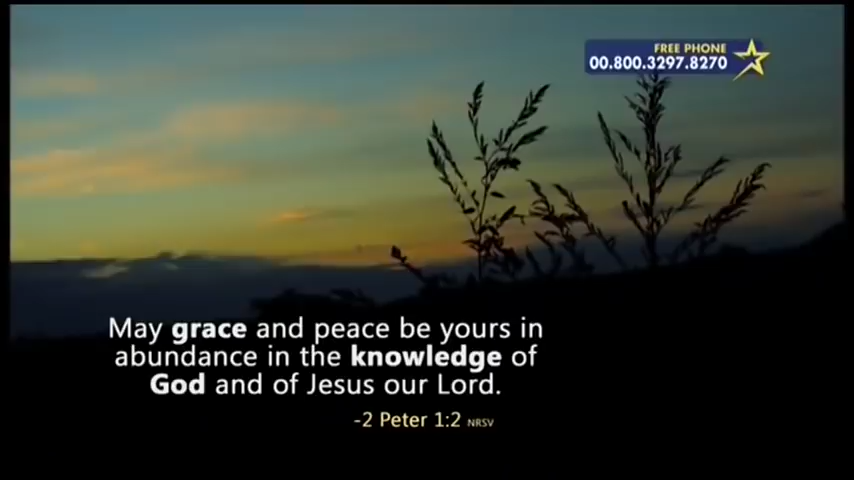 FREE PHONE
00.800.3297.8270
May grace and peace be yours in
abundance in the knowledge of
God and of Jesus our Lord.
-2 Peter 1:2 NRSV